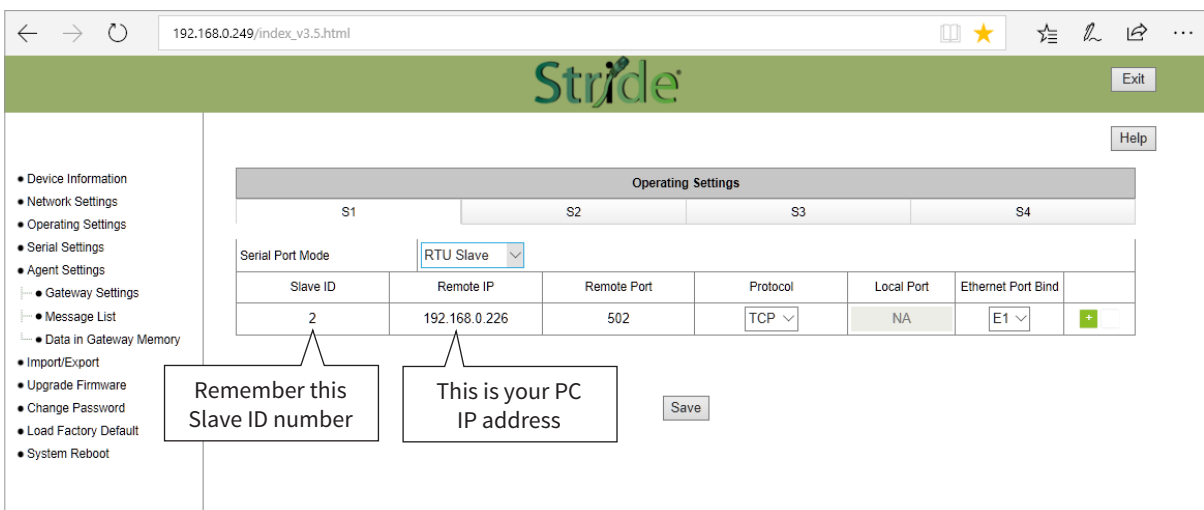 192.168.0.249/index_v3.5.html
Stride
Exit
Help
• Device Information
• Network Settings
• Operating Settings
• Serial Settings
• Agent Settings
• Gateway Settings
• Message List
• Data in Gateway Memory
• Import/Export
• Upgrade Firmware
• Change Password
• Load Factory Default
• System Reboot
Operating Settings
S1 S2 S3 S4
Serial Port Mode RTU Slave
Slave ID Remote IP Remote Port Protocol Local Port Ethernet Port Bind
2 192.168.0.226 502 TCP NA E1 +
Remember this
Slave ID number
This is your PC
IP address
Save